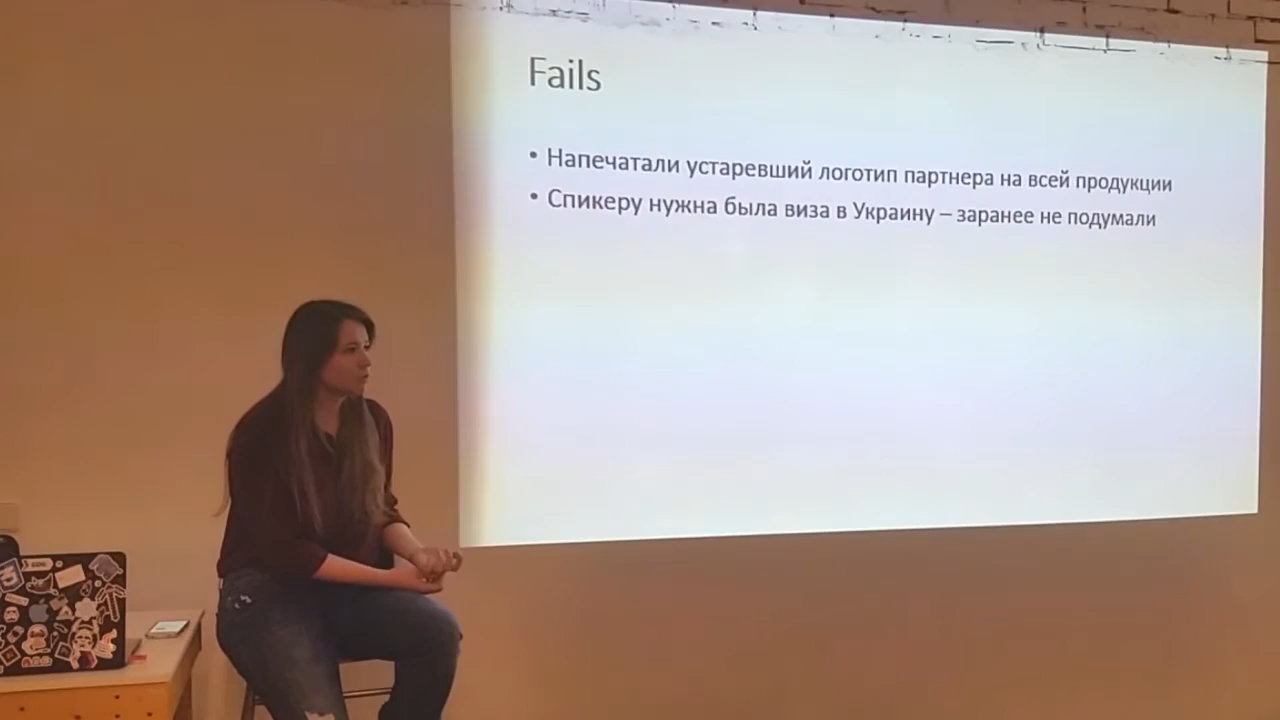 Fails
• Напечатали устаревший логотип партнера на всей продукции
• Спикеру нужна была виза в Украину – заранее не подумали